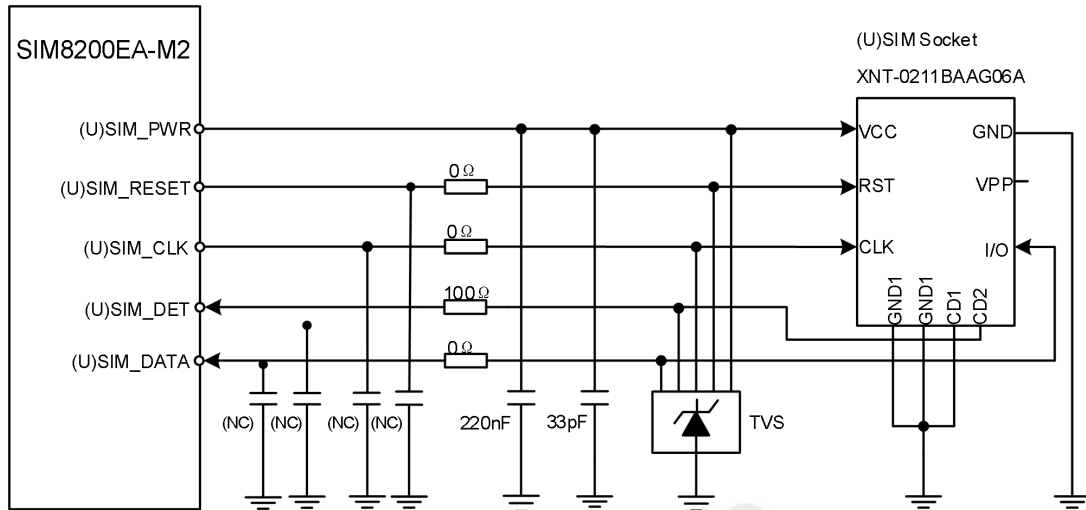 SIM8200EA-M2
(U)SIM Socket
XNT-0211BAAG06A
(U)SIM_PWR
VCC
GND
0Ω
(U)SIM_RESET
RST
VPP
0Ω
(U)SIM_CLK
CLK
I/O
100Ω
(U)SIM_DET
GND1
GND1
CD1
CD2
0Ω
(U)SIM_DATA
(NC)
(NC)
(NC)
(NC)
220nF
33pF
TVS